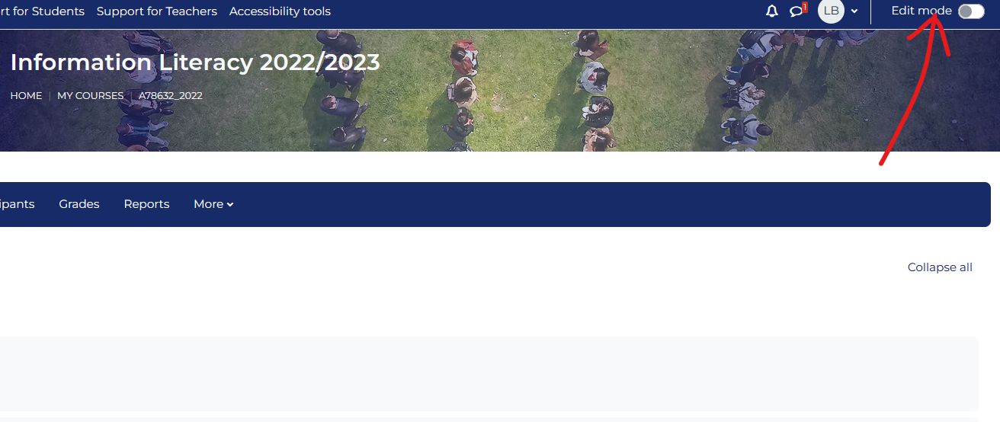 rt for Students Support for Teachers Accessibility tools 1 LB Edit mode
Information Literacy 2022/2023
HOME | MY COURSES | A78632_2022
ipants Grades Reports More
Collapse all